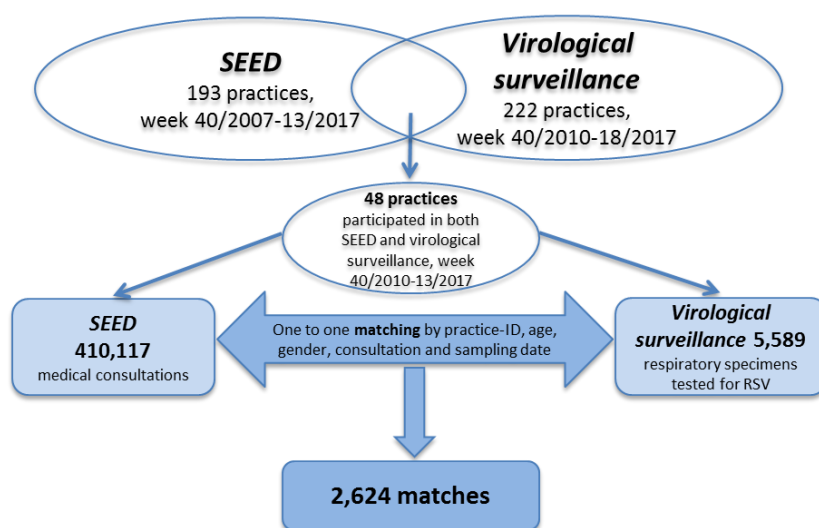 SEED
193 practices,
week 40/2007-13/2017
Virological
surveillance
222 practices,
week 40/2010-18/2017
48 practices
participated in both
SEED and virological
surveillance, week
40/2010-13/2017
SEED
410,117
medical consultations
One to one matching by practice-ID, age,
gender, consultation and sampling date
Virological
surveillance 5,589
respiratory specimens
tested for RSV
2,624 matches